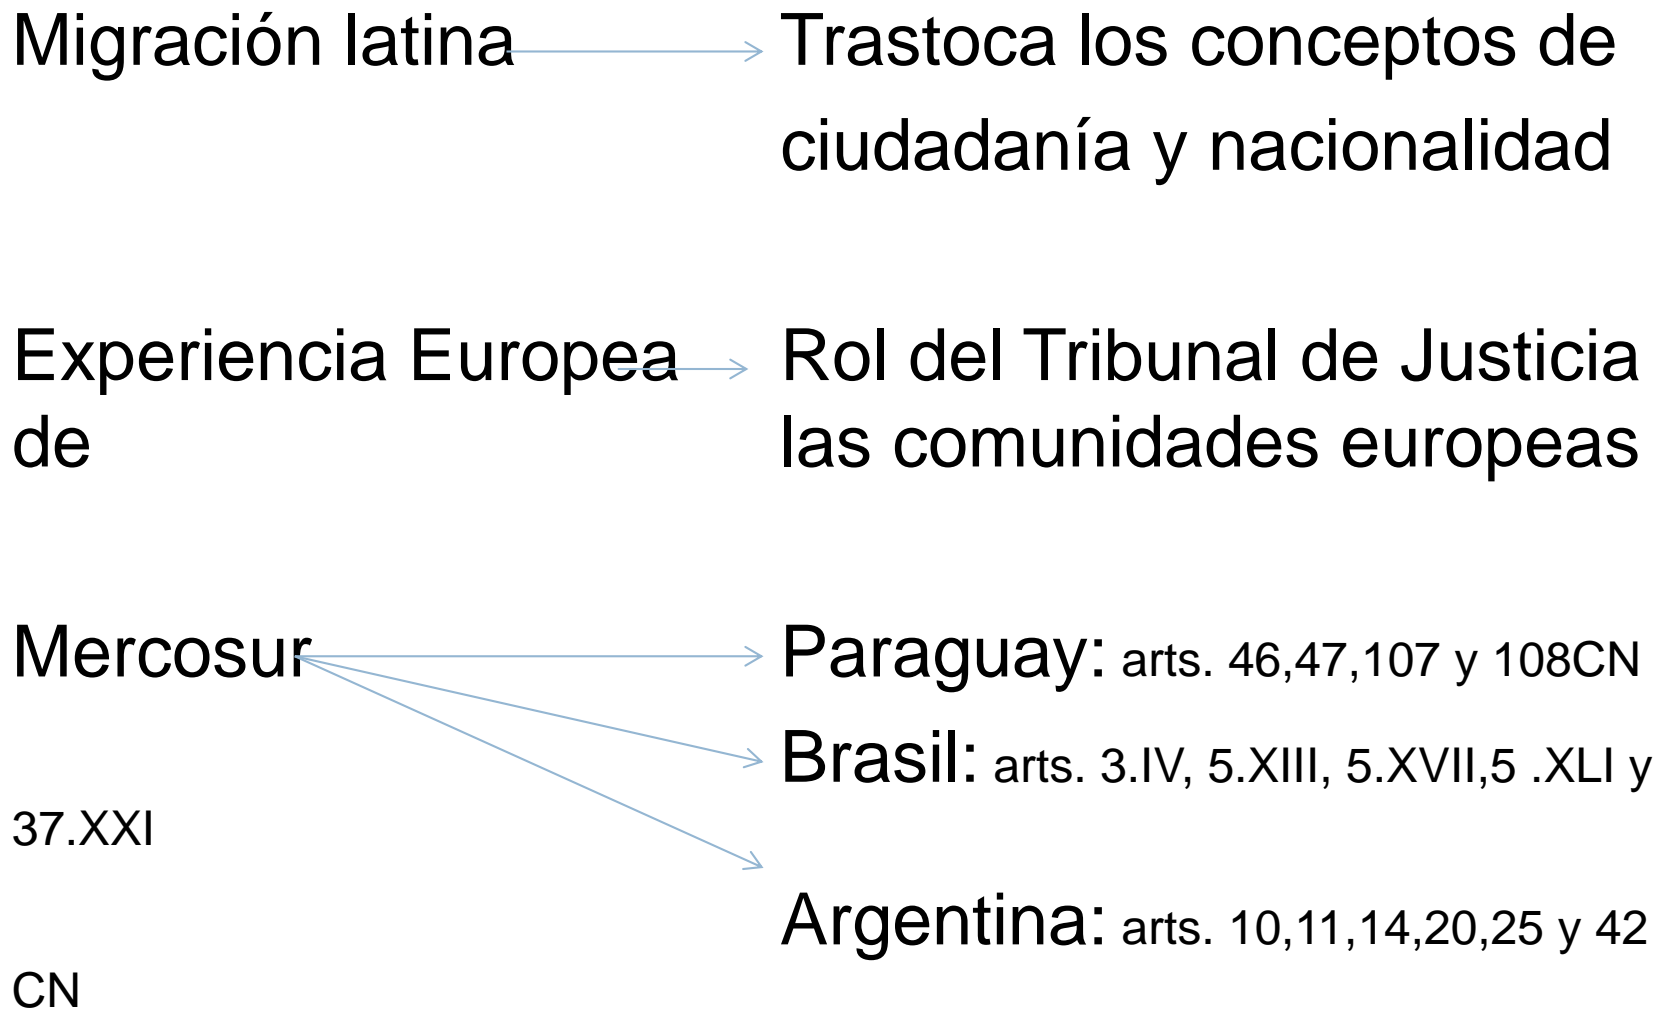 Migración latina Trastoca los conceptos de
ciudadanía y nacionalidad
Experiencia Europea Rol del Tribunal de Justicia
de las comunidades europeas
Mercosur Paraguay: arts. 46,47,107 y 108CN
Brasil: arts. 3.IV, 5.XIII, 5.XVII,5 .XLI y
37.XXI
Argentina: arts. 10,11,14,20,25 y 42
CN